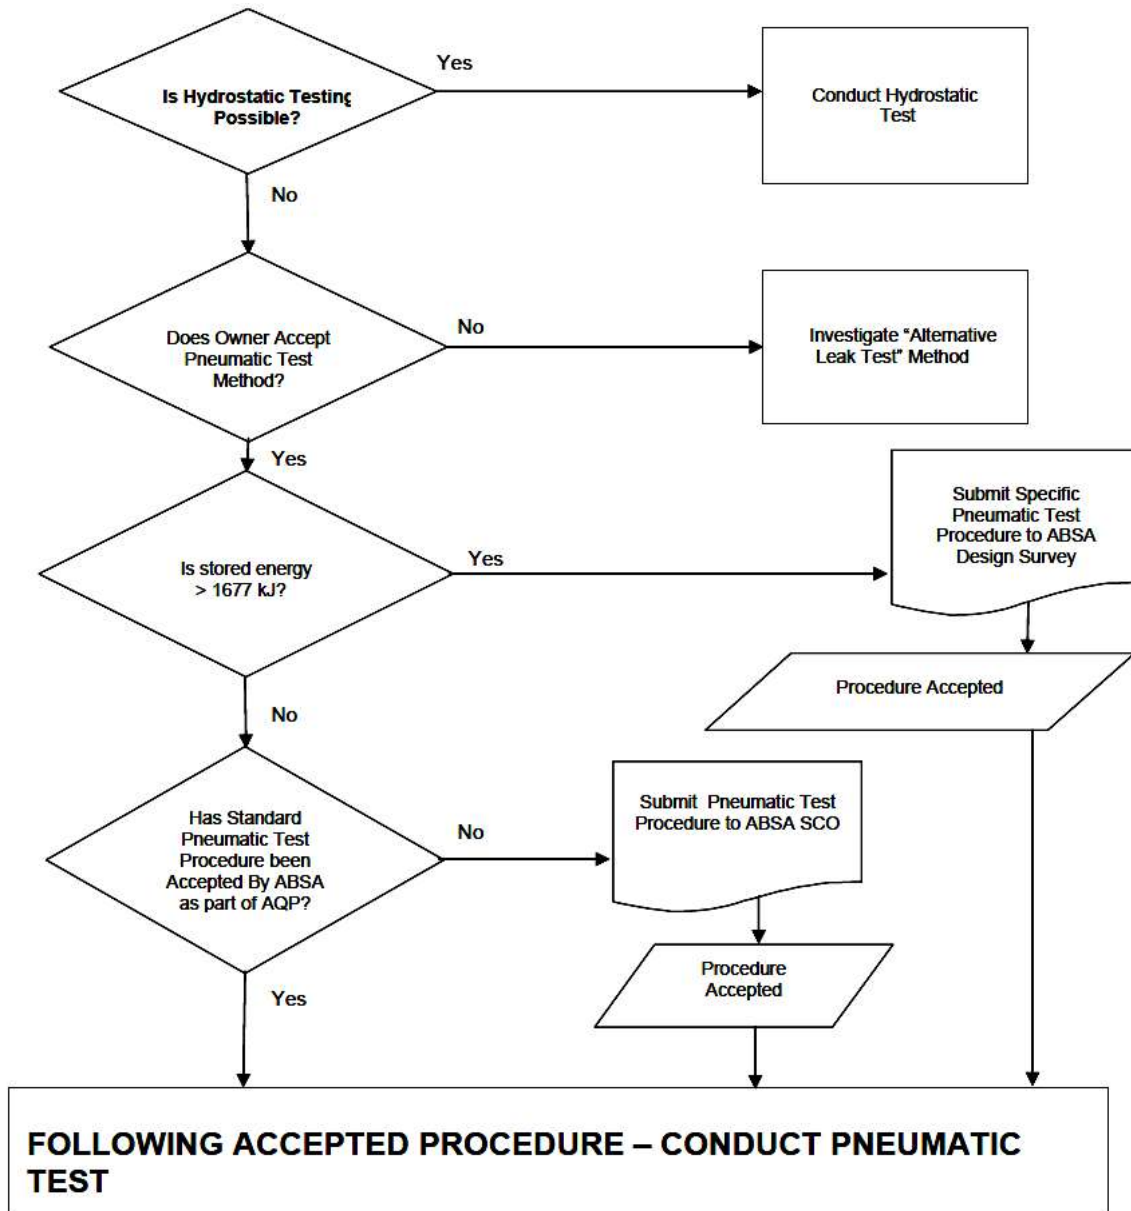 Yes
Is Hydrostatic Testing
Possible?
Conduct Hydrostatic
Test
No
Does Owner Accept
Pneumatic Test
Method?
No
Investigate “Alternative
Leak Test” Method
Yes
Submit Specific
Pneumatic Test
Procedure to ABSA
Design Survey
Is stored energy
> 1677 kJ?
Yes
Procedure Accepted
No
Has Standard
Pneumatic Test
Procedure been
Accepted By ABSA
as part of AQP?
No
Submit Pneumatic Test
Procedure to ABSA SCO
Procedure
Accepted
Yes
FOLLOWING ACCEPTED PROCEDURE – CONDUCT PNEUMATIC
TEST